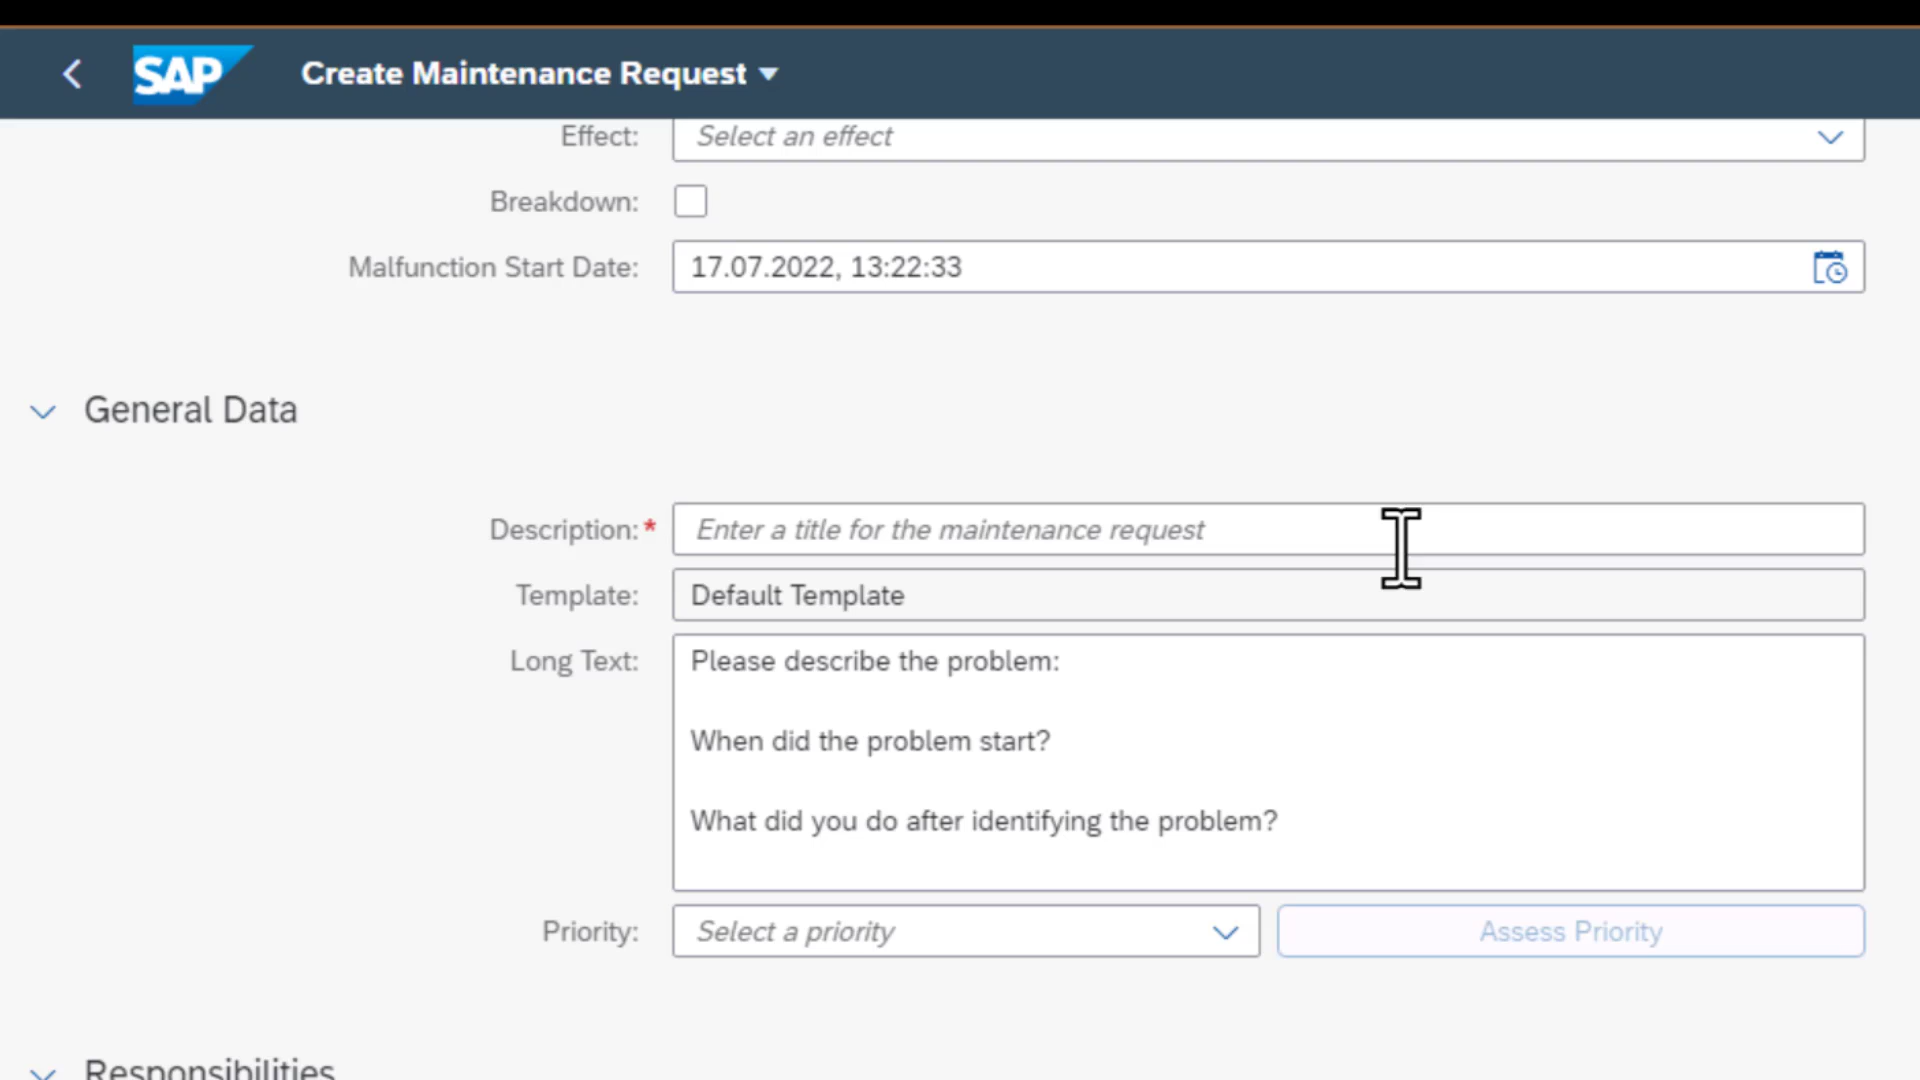 SAP Create Maintenance Request
Effect: Select an effect
Breakdown:
Malfunction Start Date: 17.07.2022, 13:22:33
General Data
Description:* Enter a title for the maintenance request
Template: Default Template
Long Text: Please describe the problem:
When did the problem start?
What did you do after identifying the problem?
Priority: Select a priority Assess Priority
Responsibilities